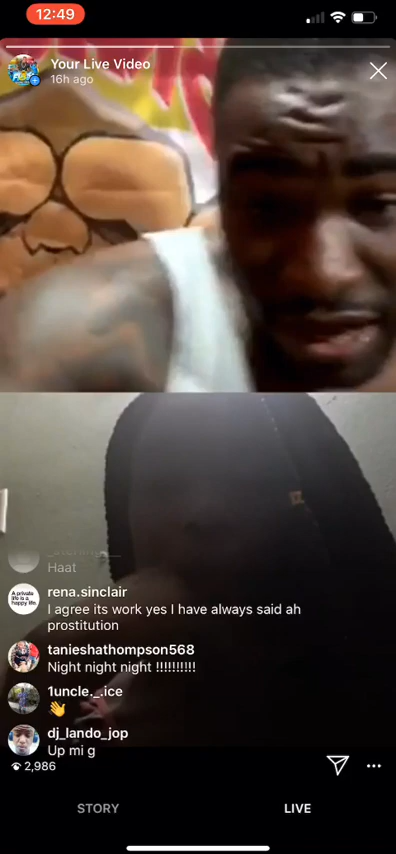 12:49
Your Live Video
16h ago
Haat
rena.sinclair
I agree its work yes I have always said ah
prostitution
tanieshathompson568
Night night night !!!!!!!!!!
1uncle._.ice
dj_lando_jop
Up mi g
2,986
STORY
LIVE